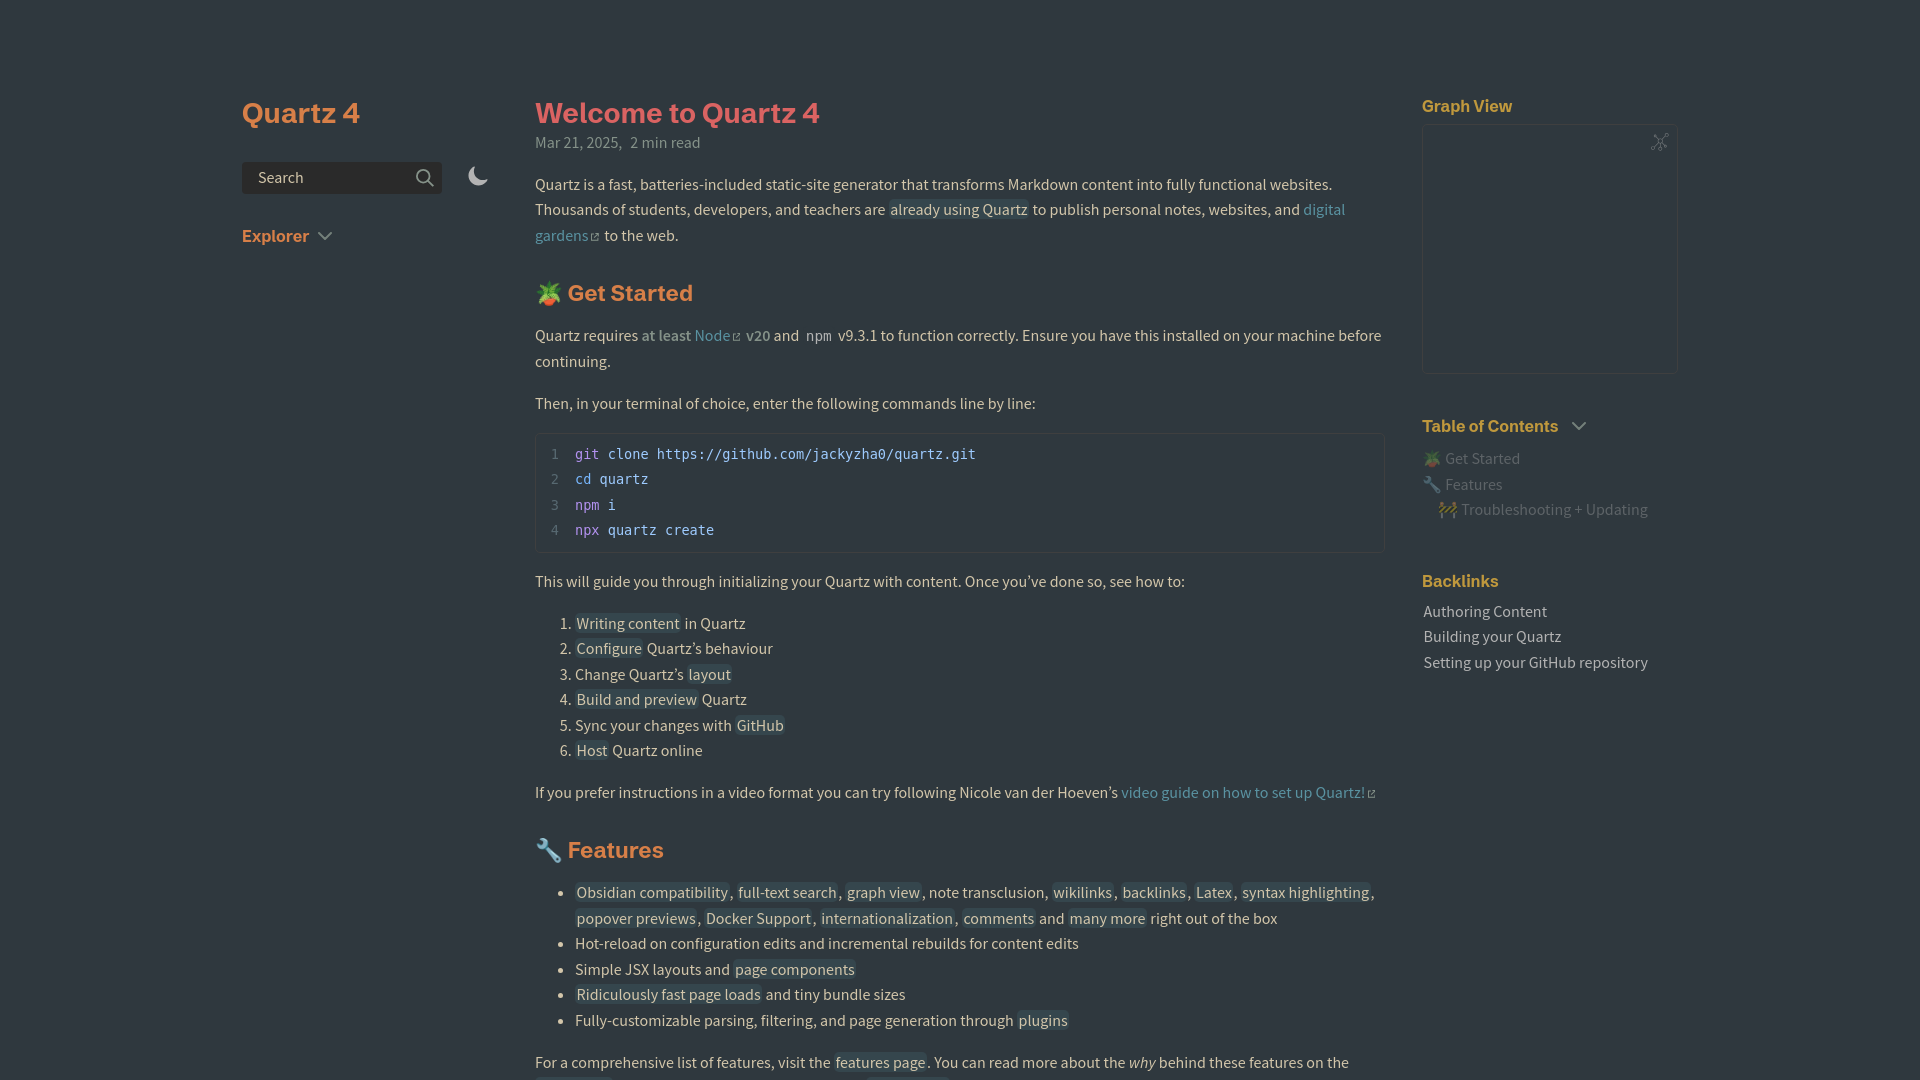 Quartz 4
Search
Explorer
Welcome to Quartz 4
Mar 21, 2025, 2 min read
Quartz is a fast, batteries-included static-site generator that transforms Markdown content into fully functional websites.
Thousands of students, developers, and teachers are already using Quartz to publish personal notes, websites, and digital
gardens to the web.
🪴 Get Started
Quartz requires at least Node v20 and npm v9.3.1 to function correctly. Ensure you have this installed on your machine before
continuing.
Then, in your terminal of choice, enter the following commands line by line:
1 git clone https://github.com/jackyzha0/quartz.git
2 cd quartz
3 npm i
4 npx quartz create
This will guide you through initializing your Quartz with content. Once you’ve done so, see how to:
1. Writing content in Quartz
2. Configure Quartz’s behaviour
3. Change Quartz’s layout
4. Build and preview Quartz
5. Sync your changes with GitHub
6. Host Quartz online
If you prefer instructions in a video format you can try following Nicole van der Hoeven’s video guide on how to set up Quartz!
🔧 Features
• Obsidian compatibility, full-text search, graph view, note transclusion, wikilinks, backlinks, Latex, syntax highlighting,
popover previews, Docker Support, internationalization, comments and many more right out of the box
• Hot-reload on configuration edits and incremental rebuilds for content edits
• Simple JSX layouts and page components
• Ridiculously fast page loads and tiny bundle sizes
• Fully-customizable parsing, filtering, and page generation through plugins
For a comprehensive list of features, visit the features page. You can read more about the why behind these features on the
Graph View
Table of Contents
🪴 Get Started
🔧 Features
🚧 Troubleshooting + Updating
Backlinks
Authoring Content
Building your Quartz
Setting up your GitHub repository